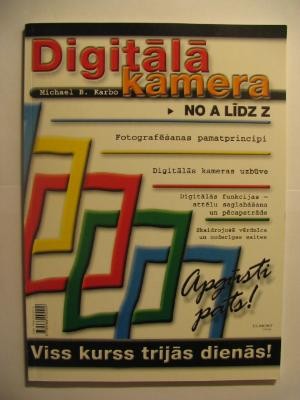 Digitālā
kamera
Michael B. Karbo
NO A LĪDZ Z
Fotografēšanas pamatprincipi
Digitālās kameras uzbūve
Digitālās funkcijas –
attēlu saglabāšana
un pēcapstrāde
Skaidrojošā vārdnīca
un noderīgas saites
Apgūsti
pats!
EGMONT
Viss kurss trijās dienās!